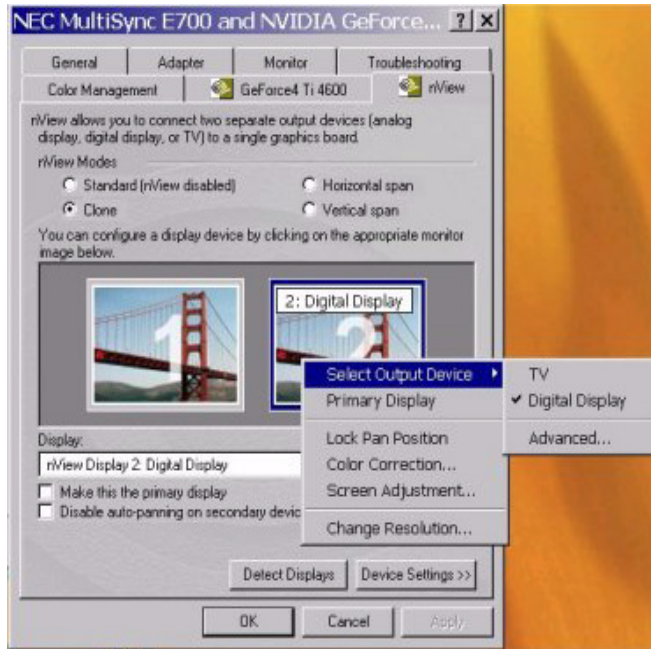 NEC MultiSync E700 and NVIDIA GeForce...
General Adapter Monitor Troubleshooting
Color Management GeForce4 Ti 4600 nView
nView allows you to connect two separate output devices (analog
display, digital display, or TV) to a single graphics board.
nView Modes
Standard (nView disabled) Horizontal span
Clone Vertical span
You can configure a display device by clicking on the appropriate monitor
image below.
1
2
2: Digital Display
Select Output Device
Primary Display
Lock Pan Position
Color Correction...
Screen Adjustment...
Change Resolution...
TV
Digital Display
Advanced...
Display:
nView Display 2: Digital Display
Make this the primary display
Disable auto-panning on secondary devic
Detect Displays Device Settings >>
OK Cancel Apply